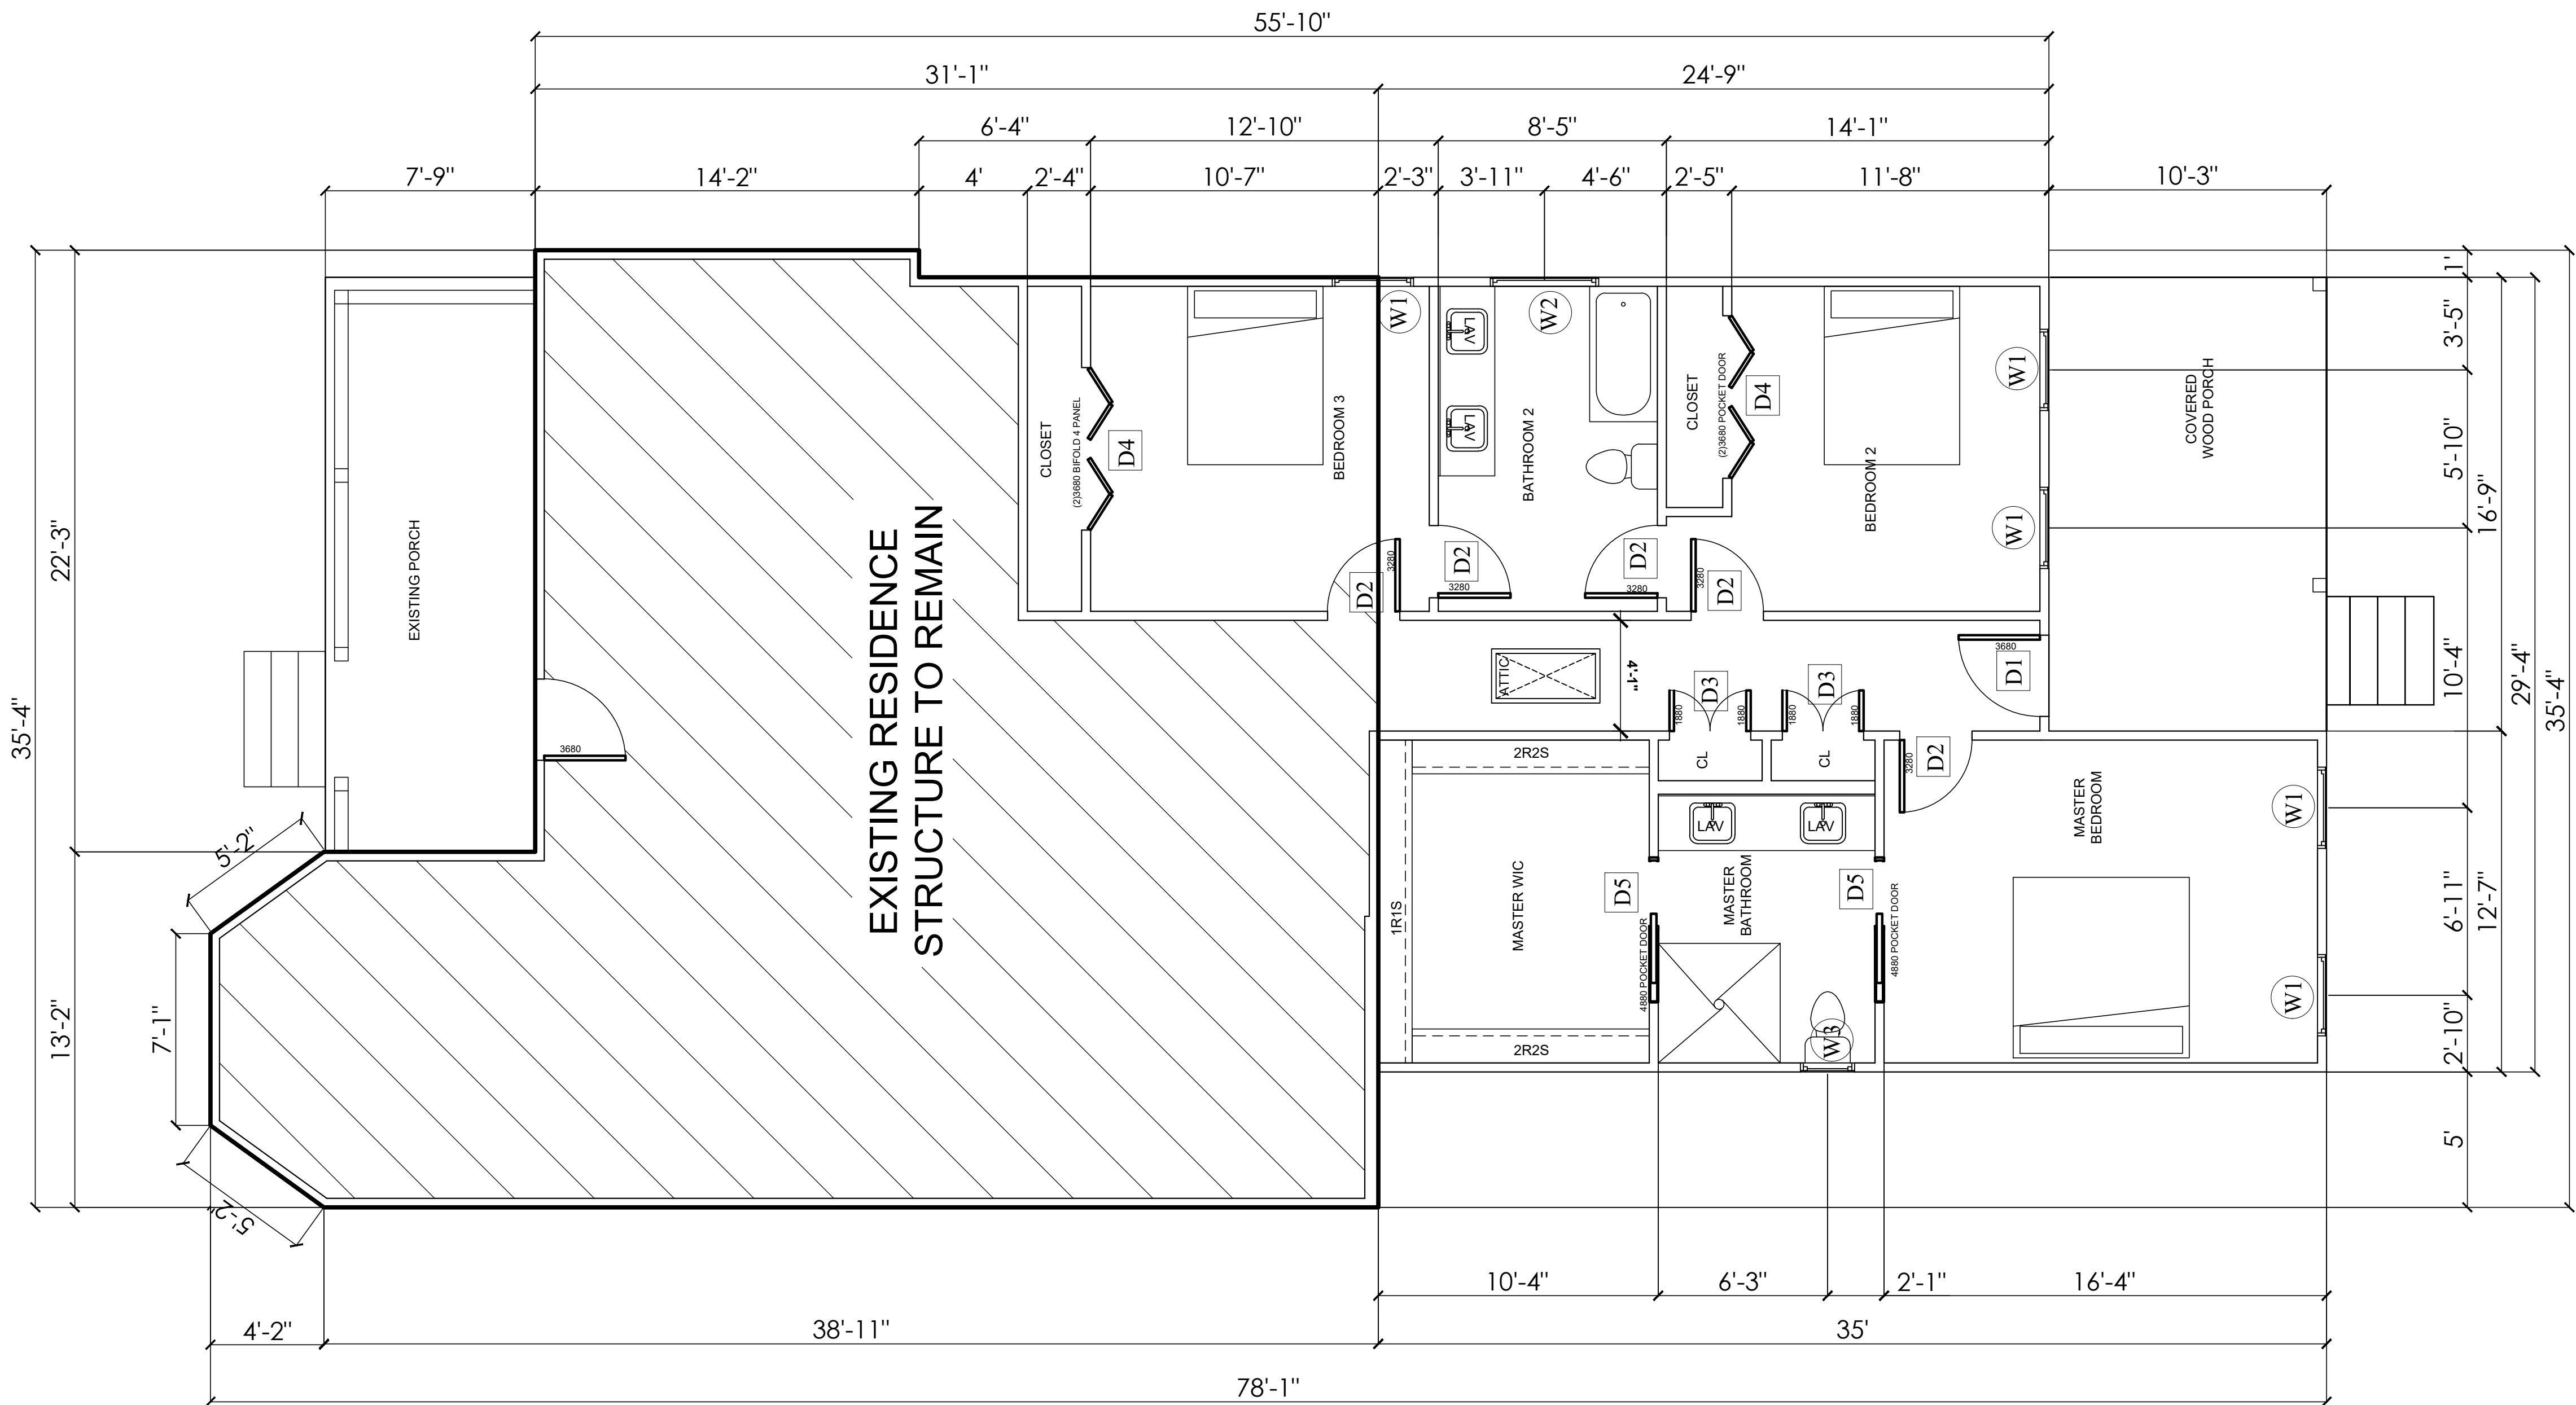 55'-10"
31'-1"
24'-9"
6'-4"
12'-10"
8'-5"
14'-1"
7'-9"
14'-2"
4'
2'-4"
10'-7"
2'-3"
3'-11"
4'-6"
2'-5"
11'-8"
10'-3"
35'-4"
22'-3"
13'-2"
7'-1"
5'-2"
5'-2"
EXISTING PORCH
3680
EXISTING RESIDENCE
STRUCTURE TO REMAIN
CLOSET
(2)3680 BIFOLD 4 PANEL
D4
BEDROOM 3
W1
D2
3280
LAV
LAV
W2
BATHROOM 2
D2
3280
D2
3280
CLOSET
(2)3680 POCKET DOOR
D4
BEDROOM 2
D2
3280
W1
W1
COVERED
WOOD PORCH
ATTIC
4'-1"
D3
1880
1880
D3
1880
1880
3680
D1
CL
CL
2R2S
1R1S
2R2S
MASTER WIC
D5
4880 POCKET DOOR
LAV
LAV
MASTER
BATHROOM
D5
4880 POCKET DOOR
W3
3280
D2
MASTER
BEDROOM
W1
W1
1'
3'-5"
5'-10"
10'-4"
6'-11"
2'-10"
5'
16'-9"
12'-7"
29'-4"
35'-4"
10'-4"
6'-3"
2'-1"
16'-4"
4'-2"
38'-11"
35'
78'-1"